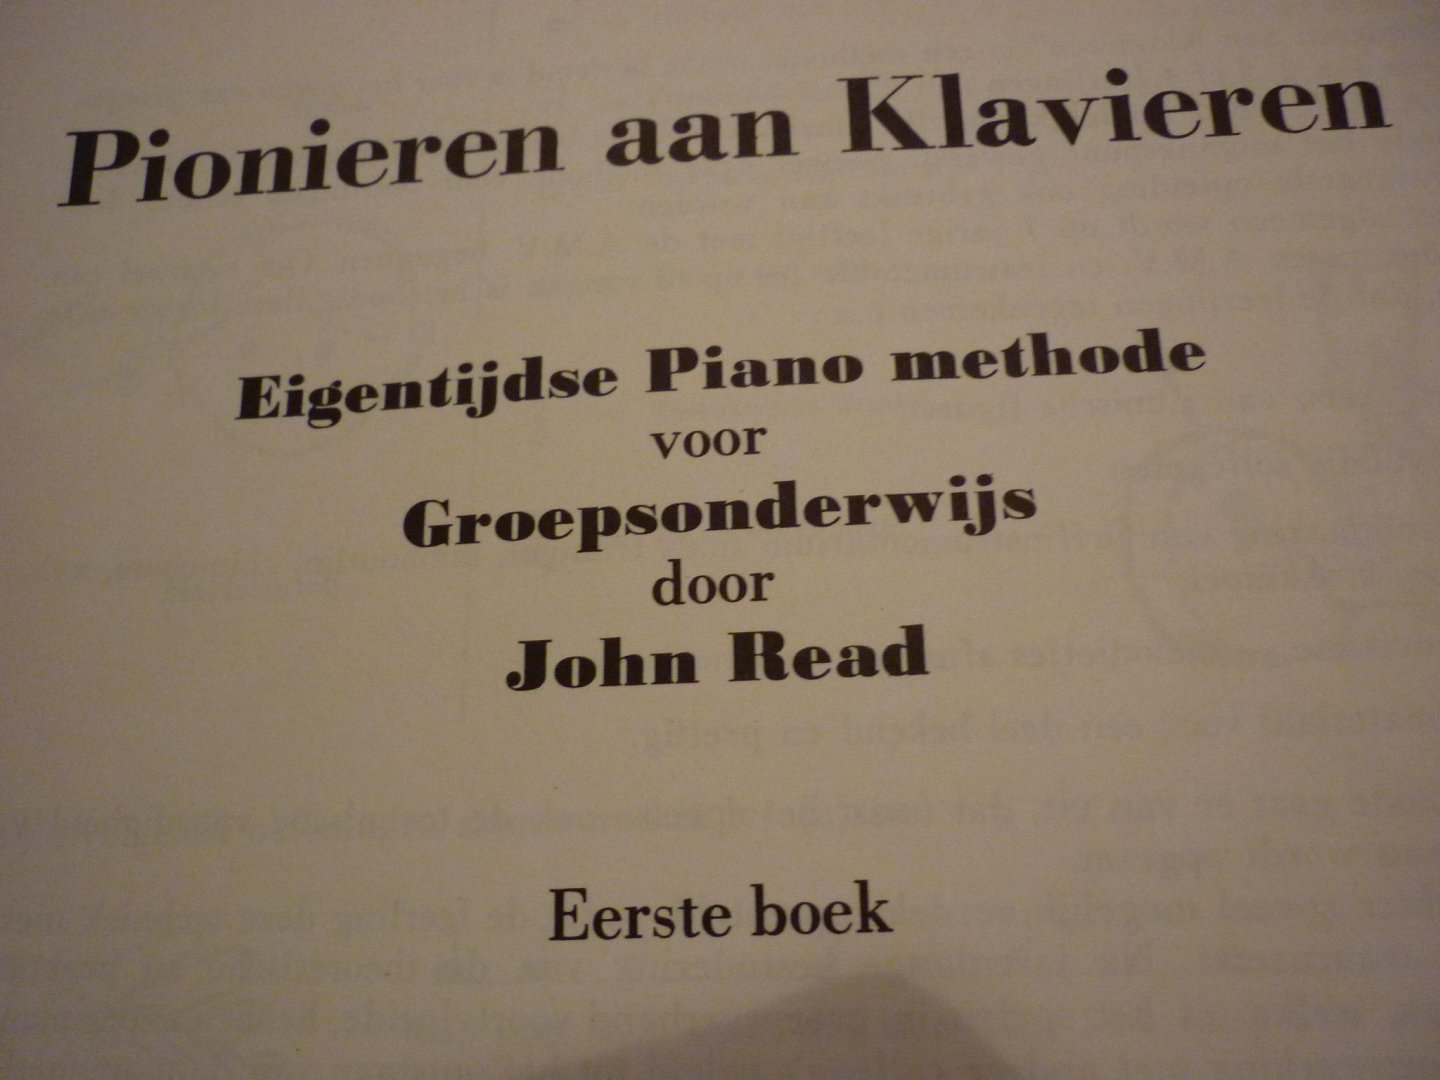 Pionieren aan Klavieren
Eigentijdse Piano methode
voor
Groepsonderwijs
door
John Read
Eerste boek